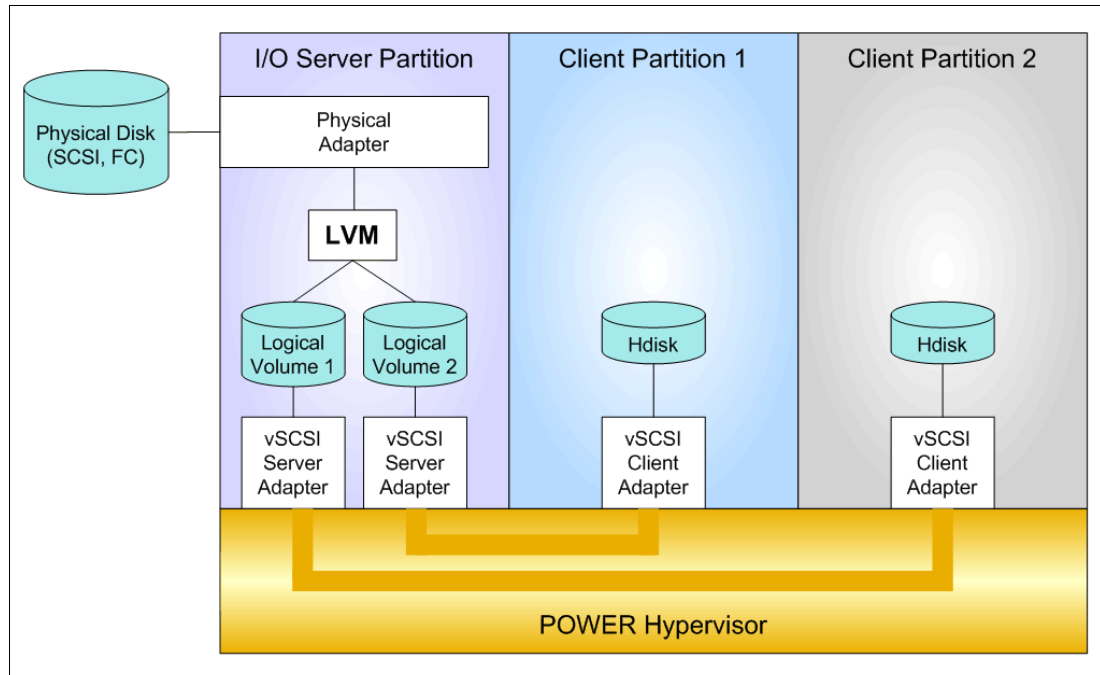 I/O Server Partition
Client Partition 1
Client Partition 2
Physical Disk
(SCSI, FC)
Physical
Adapter
LVM
Logical
Volume 1
Logical
Volume 2
Hdisk
Hdisk
vSCSI
Server
Adapter
vSCSI
Server
Adapter
vSCSI
Client
Adapter
vSCSI
Client
Adapter
POWER Hypervisor